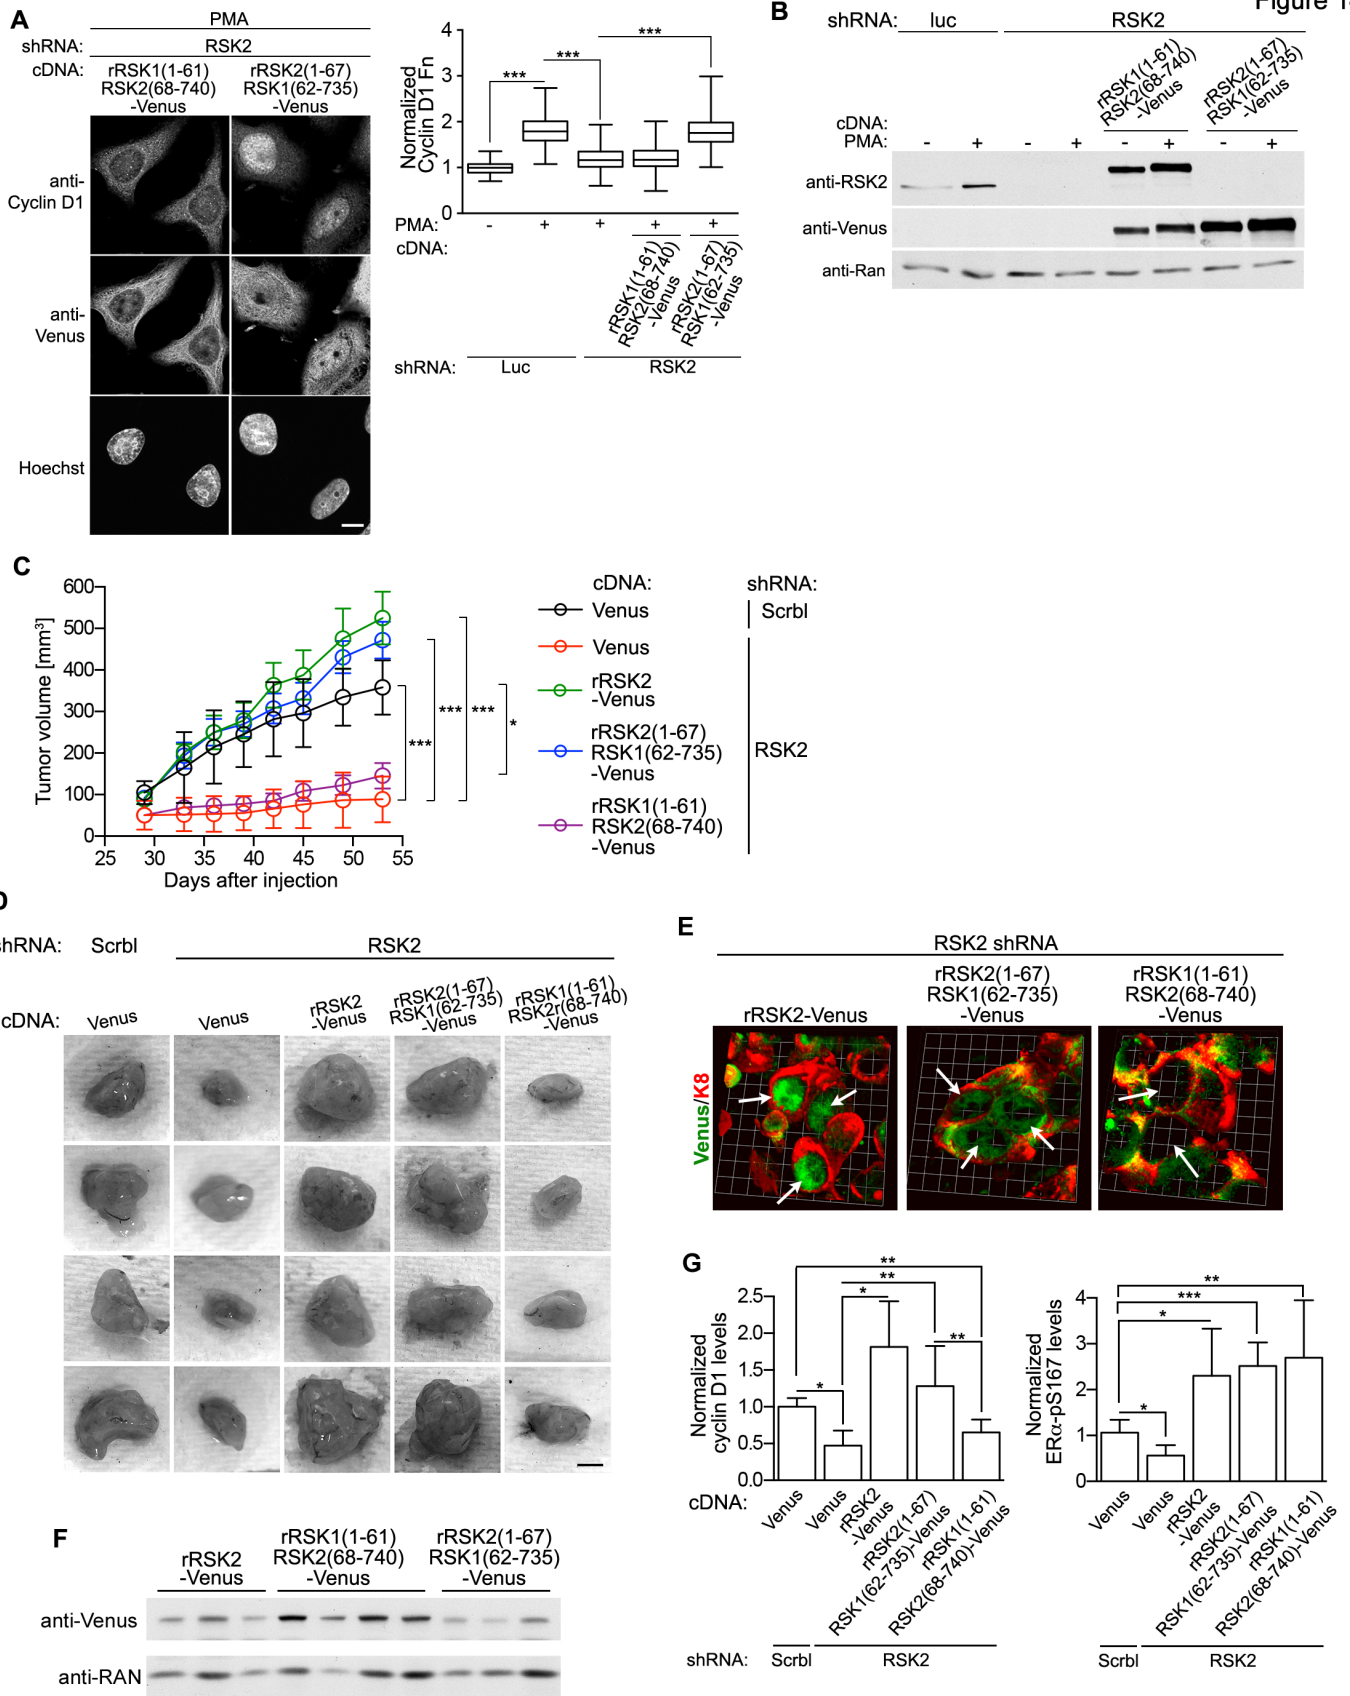 Figure 1
A
PMA
shRNA: RSK2
cDNA: rRSK1(1-61) rRSK2(1-67)
RSK2(68-740) RSK1(62-735)
-Venus -Venus
anti-
Cyclin D1
anti-
Venus
Hoechst
Normalized
Cyclin D1 Fn
4
3
2
1
0
*** *** ***
PMA: - + + + +
cDNA:
rRSK1(1-61)
RSK2(68-740)
-Venus
rRSK2(1-67)
RSK1(62-735)
-Venus
shRNA: Luc RSK2
B
shRNA: luc RSK2
rRSK1(1-61)
RSK2(68-740)
-Venus
rRSK2(1-67)
RSK1(62-735)
-Venus
cDNA:
PMA: - + - + - + - +
anti-RSK2
anti-Venus
anti-Ran
C
Tumor volume [mm³]
600
500
400
300
200
100
0
25 30 35 40 45 50 55
Days after injection
*** *** *** *
cDNA: shRNA:
Venus Scrbl
Venus
rRSK2
-Venus
rRSK2(1-67)
RSK1(62-735)
-Venus
rRSK1(1-61)
RSK2(68-740)
-Venus
RSK2
D
shRNA: Scrbl RSK2
cDNA: Venus Venus
rRSK2
-Venus
rRSK2(1-67)
RSK1(62-735)
-Venus
rRSK1(1-61)
RSK2r(68-740)
-Venus
E
RSK2 shRNA
rRSK2-Venus
rRSK2(1-67)
RSK1(62-735)
-Venus
rRSK1(1-61)
RSK2(68-740)
-Venus
Venus/K8
F
rRSK2
-Venus
rRSK1(1-61)
RSK2(68-740)
-Venus
rRSK2(1-67)
RSK1(62-735)
-Venus
anti-Venus
anti-RAN
G
Normalized
cyclin D1 levels
2.5
2.0
1.5
1.0
0.5
0.0
** ** * ** *
cDNA:
Venus
Venus
rRSK2
-Venus
rRSK2(1-67)
RSK1(62-735)-Venus
rRSK1(1-61)
RSK2(68-740)-Venus
shRNA: Scrbl RSK2
Normalized
ERα-pS167 levels
4
3
2
1
0
** *** * *
Venus
Venus
rRSK2
-Venus
rRSK2(1-67)
RSK1(62-735)-Venus
rRSK1(1-61)
RSK2(68-740)-Venus
Scrbl RSK2